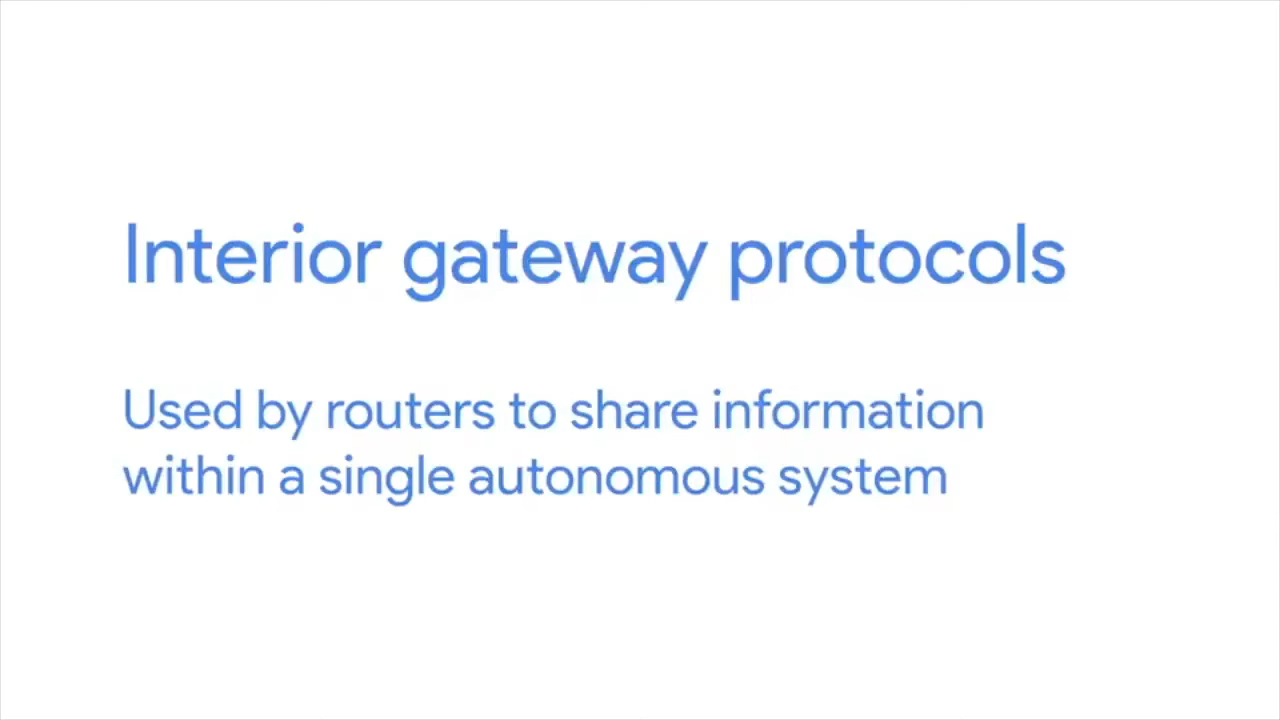 Interior gateway protocols
Used by routers to share information
within a single autonomous system